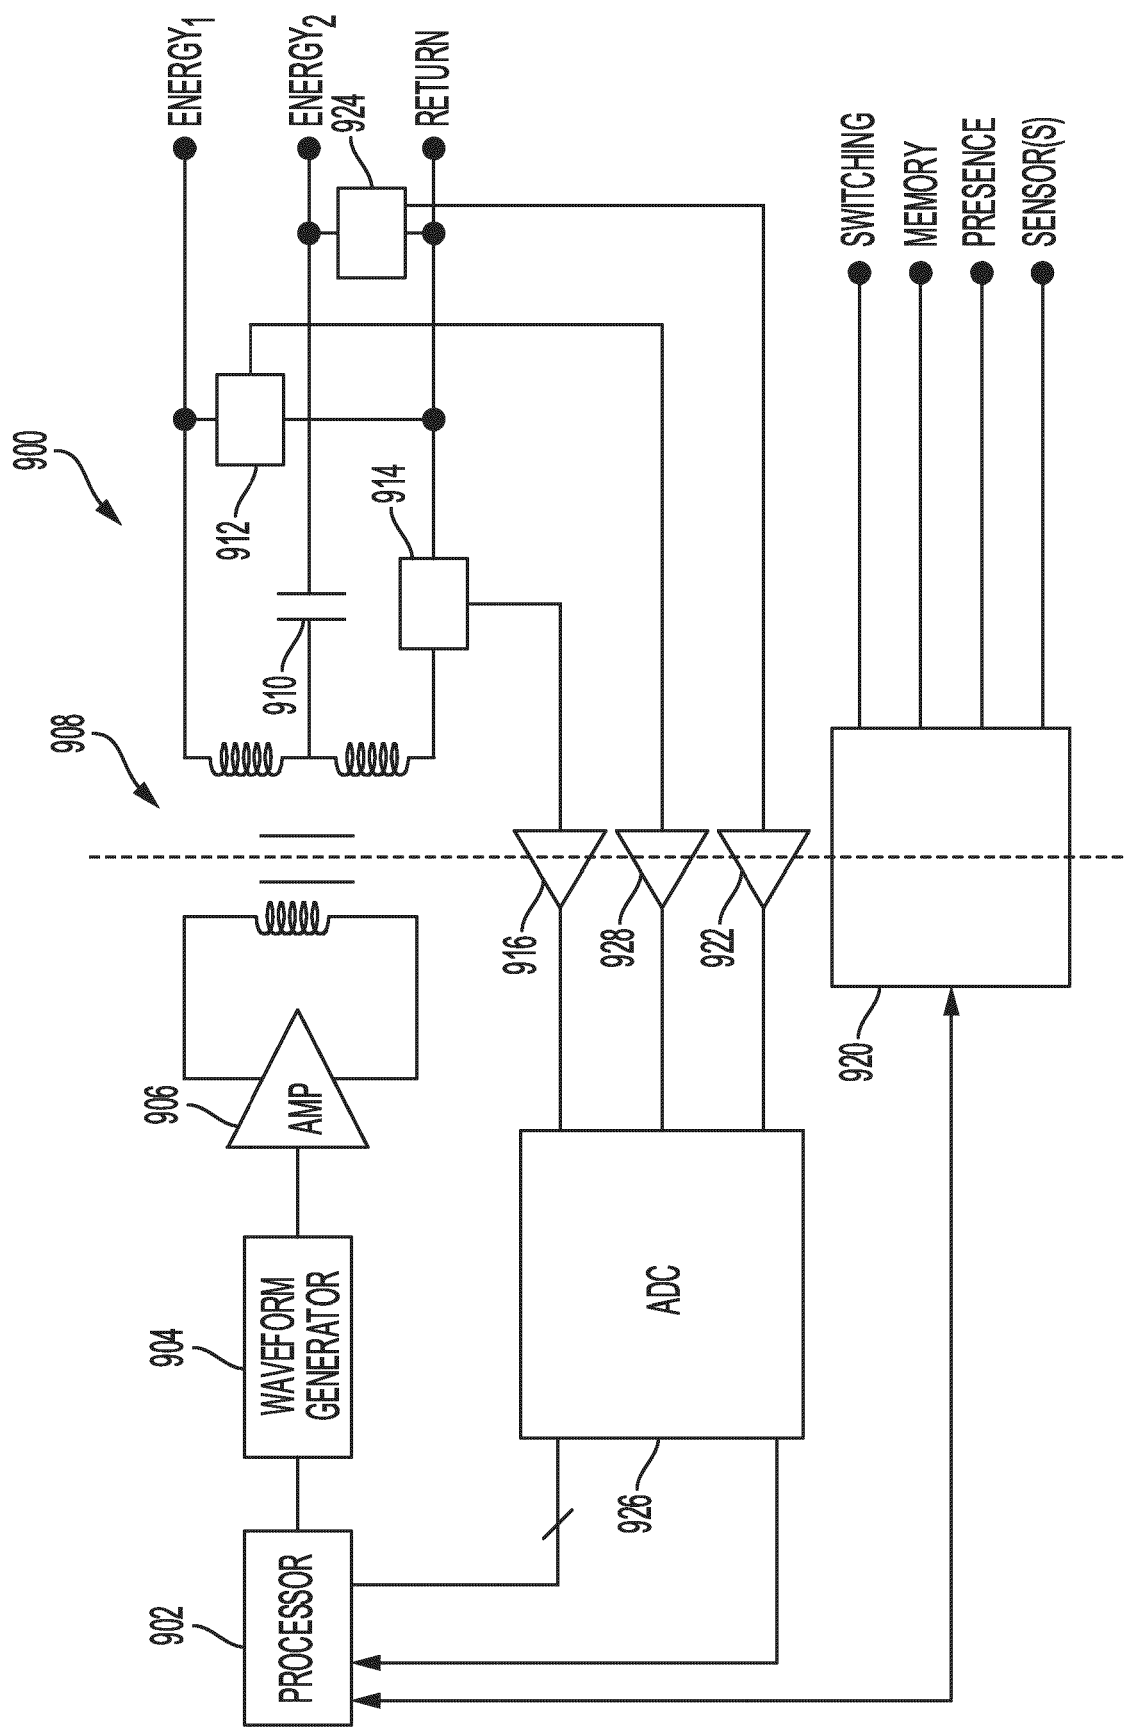 900
908
ENERGY1
912
910
ENERGY2
924
914
RETURN
902
PROCESSOR
904
WAVEFORM
GENERATOR
906
AMP
916
928
922
926
ADC
920
SWITCHING
MEMORY
PRESENCE
SENSOR(S)